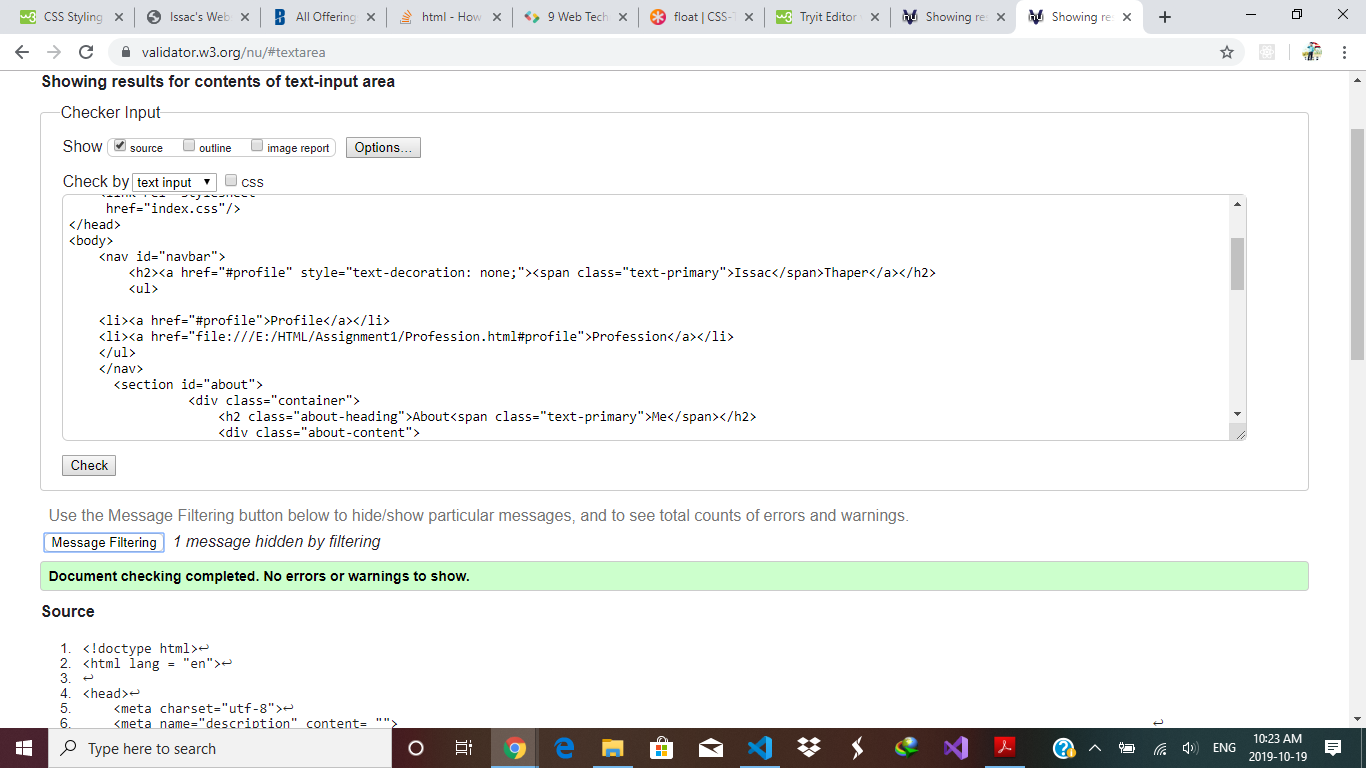 CSS Styling
Issac's Web
All Offering
html - How
9 Web Tech
float | CSS-T
Tryit Editor
Showing re
Showing re
validator.w3.org/nu/#textarea
Showing results for contents of text-input area
Checker Input
Show source outline image report Options...
Check by text input css
href="index.css"/>
</head>
<body>
<nav id="navbar">
<h2><a href="#profile" style="text-decoration: none;"><span class="text-primary">Issac</span>Thaper</a></h2>
<ul>
<li><a href="#profile">Profile</a></li>
<li><a href="file:///E:/HTML/Assignment1/Profession.html#profile">Profession</a></li>
</ul>
</nav>
<section id="about">
<div class="container">
<h2 class="about-heading">About<span class="text-primary">Me</span></h2>
<div class="about-content">
Check
Use the Message Filtering button below to hide/show particular messages, and to see total counts of errors and warnings.
Message Filtering 1 message hidden by filtering
Document checking completed. No errors or warnings to show.
Source
1. <!doctype html>↩
2. <html lang = "en">↩
3. ↩
4. <head>↩
5. <meta charset="utf-8">↩
6. <meta name="description" content= ""> ↩
Type here to search
ENG
10:23 AM
2019-10-19